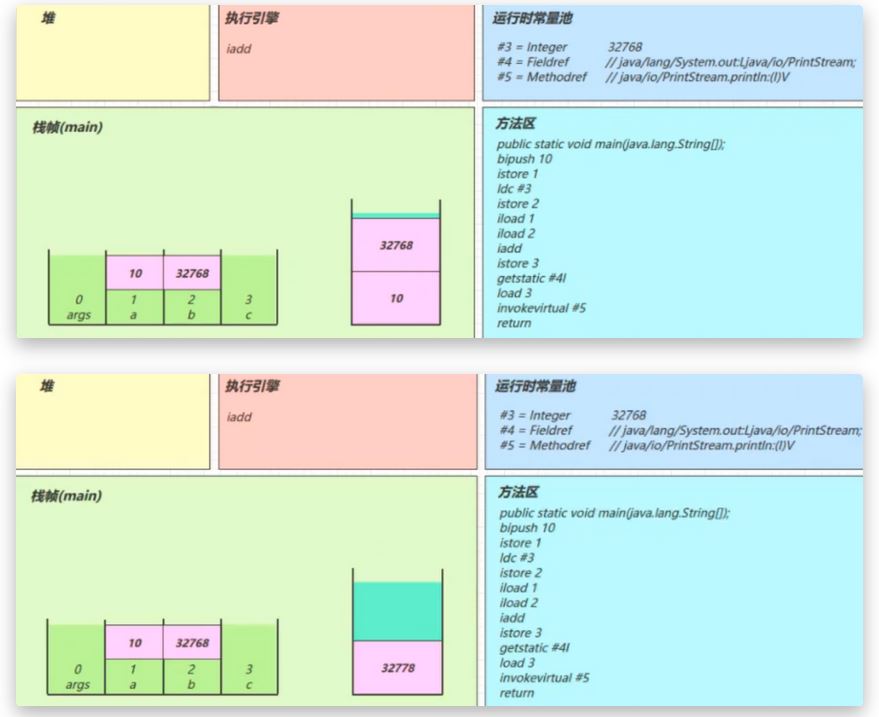 堆
执行引擎
iadd
运行时常量池
#3 = Integer 32768
#4 = Fieldref // java/lang/System.out:Ljava/io/PrintStream;
#5 = Methodref // java/io/PrintStream.println:(I)V
栈帧(main)
10 32768
0 1 2 3
args a b c
32768
10
方法区
public static void main(java.lang.String[]);
bipush 10
istore 1
ldc #3
istore 2
iload 1
iload 2
iadd
istore 3
getstatic #4I
load 3
invokevirtual #5
return
堆
执行引擎
iadd
运行时常量池
#3 = Integer 32768
#4 = Fieldref // java/lang/System.out:Ljava/io/PrintStream;
#5 = Methodref // java/io/PrintStream.println:(I)V
栈帧(main)
10 32768
0 1 2 3
args a b c
32778
方法区
public static void main(java.lang.String[]);
bipush 10
istore 1
ldc #3
istore 2
iload 1
iload 2
iadd
istore 3
getstatic #4I
load 3
invokevirtual #5
return